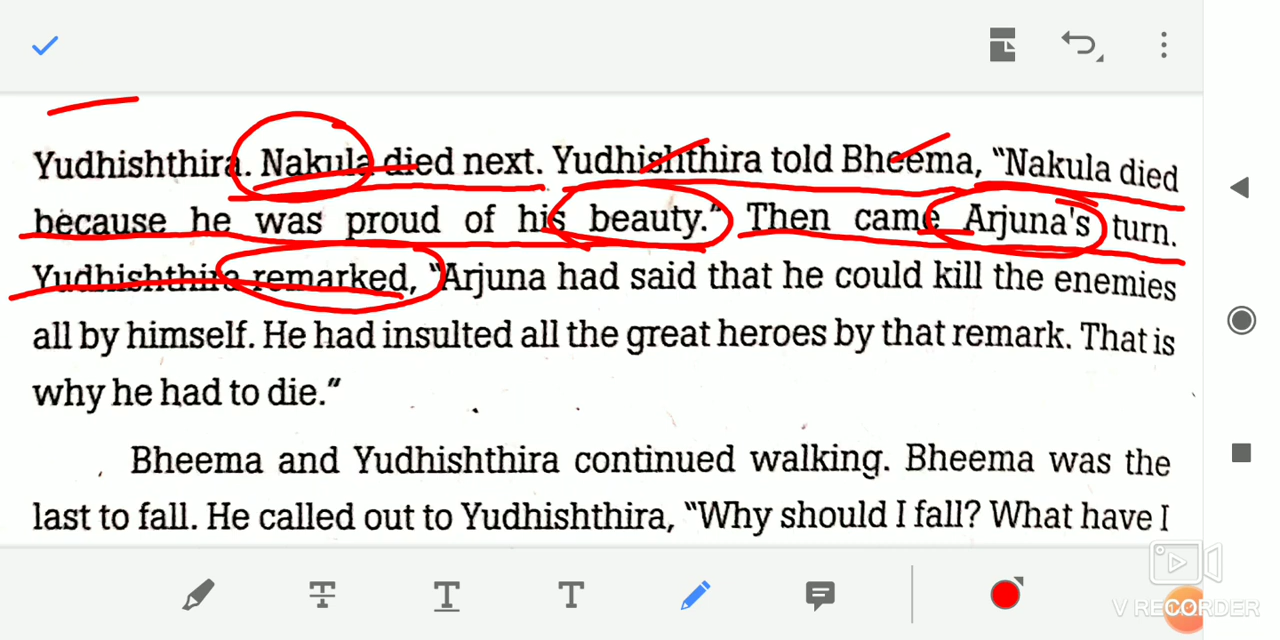 Yudhishthira. Nakula died next. Yudhishthira told Bheema, "Nakula died
because he was proud of his beauty." Then came Arjuna's turn.
Yudhishthira remarked, "Arjuna had said that he could kill the enemies
all by himself. He had insulted all the great heroes by that remark. That is
why he had to die."
Bheema and Yudhishthira continued walking. Bheema was the
last to fall. He called out to Yudhishthira, "Why should I fall? What have I
T T T
V RECORDER